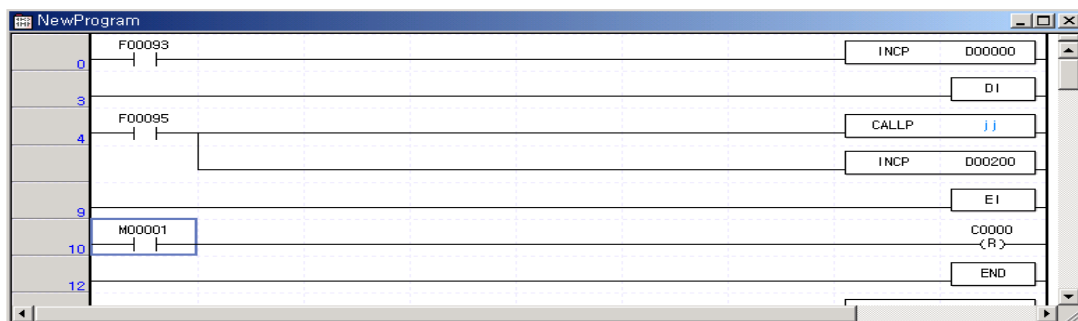 NewProgram
F00093
0 INCP D00000
3 DI
F00095
4 CALLP jj
INCP D00200
9 EI
M00001 C0000
10 R
12 END